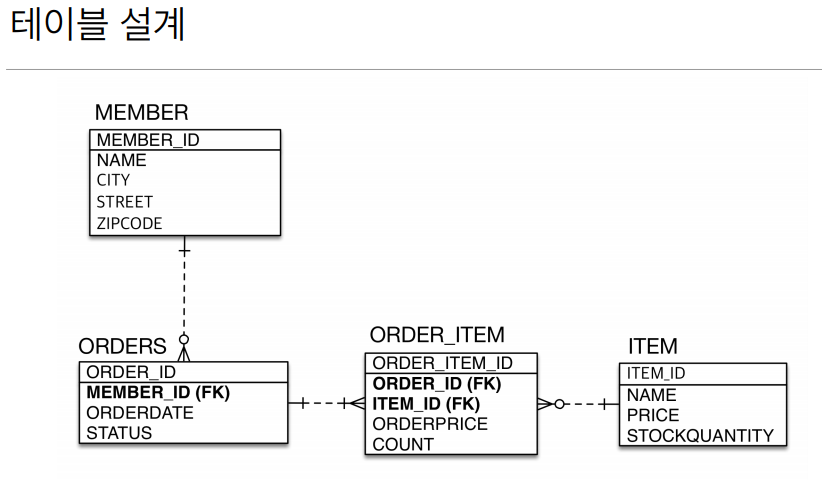 테이블 설계
MEMBER
MEMBER_ID
NAME
CITY
STREET
ZIPCODE
ORDERS
ORDER_ID
MEMBER_ID (FK)
ORDERDATE
STATUS
ORDER_ITEM
ORDER_ITEM_ID
ORDER_ID (FK)
ITEM_ID (FK)
ORDERPRICE
COUNT
ITEM
ITEM_ID
NAME
PRICE
STOCKQUANTITY